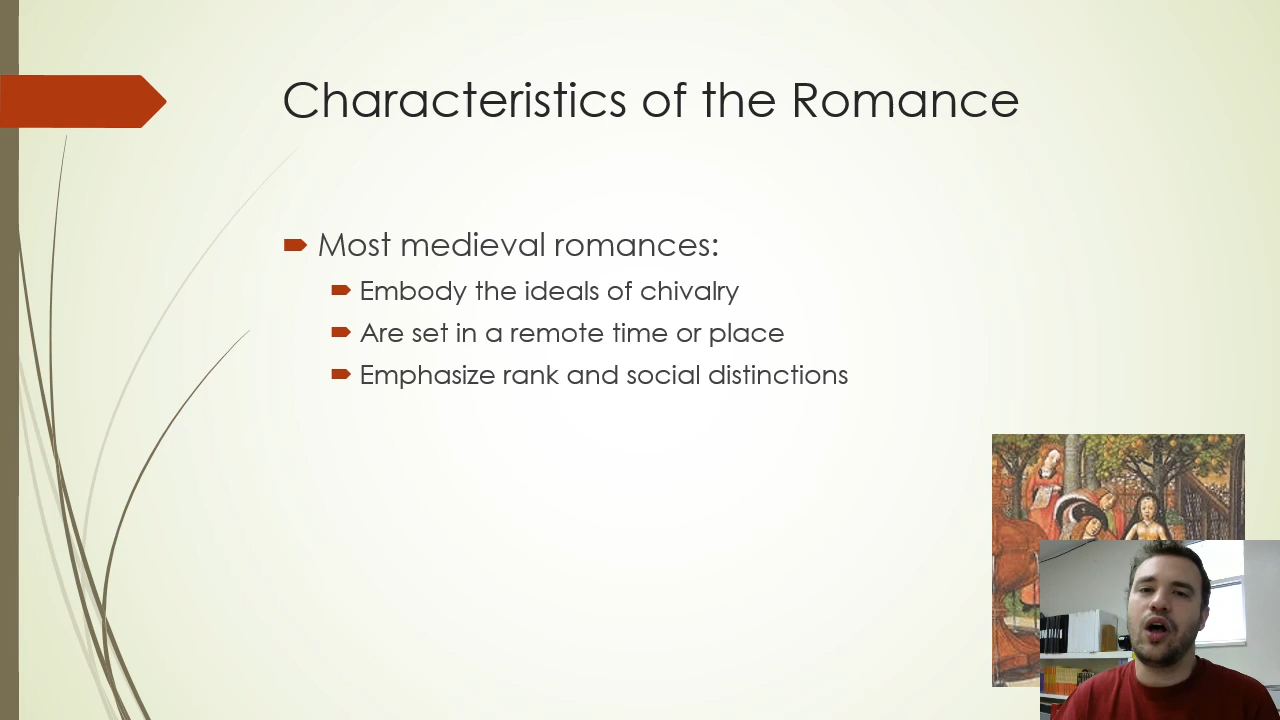 Characteristics of the Romance
Most medieval romances:
Embody the ideals of chivalry
Are set in a remote time or place
Emphasize rank and social distinctions